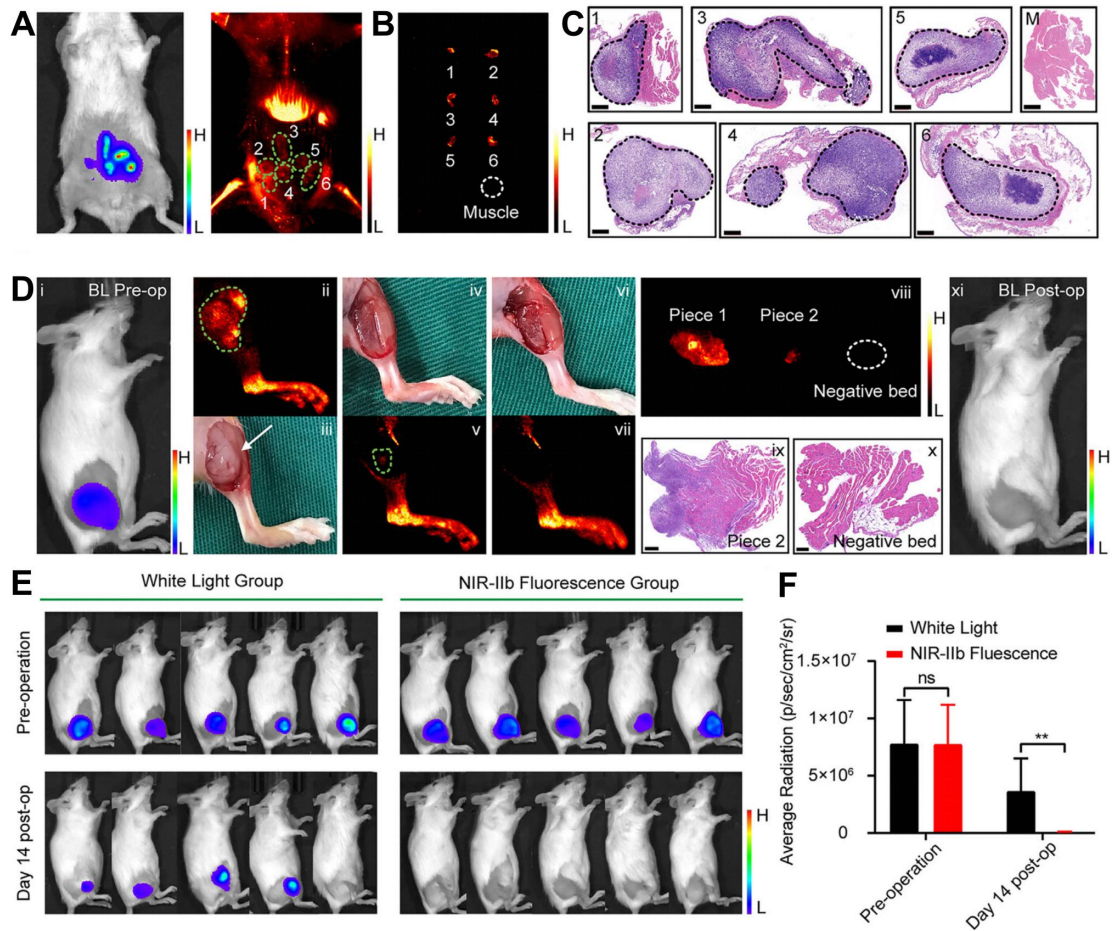 A
H
L
1
2
3
4
5
6
H
L
B
1
2
3
4
5
6
Muscle
H
L
C
1
3
5
M
2
4
6
D
i
BL Pre-op
H
L
ii
iii
iv
v
vi
vii
viii
Piece 1
Piece 2
Negative bed
H
L
ix
Piece 2
x
Negative bed
xi
BL Post-op
H
L
E
White Light Group
NIR-IIb Fluorescence Group
Pre-operation
Day 14 post-op
H
L
F
White Light
NIR-IIb Fluescence
Average Radiation (p/sec/cm²/sr)
1.5×10⁷
1×10⁷
5×10⁶
0
ns
**
Pre-operation
Day 14 post-op